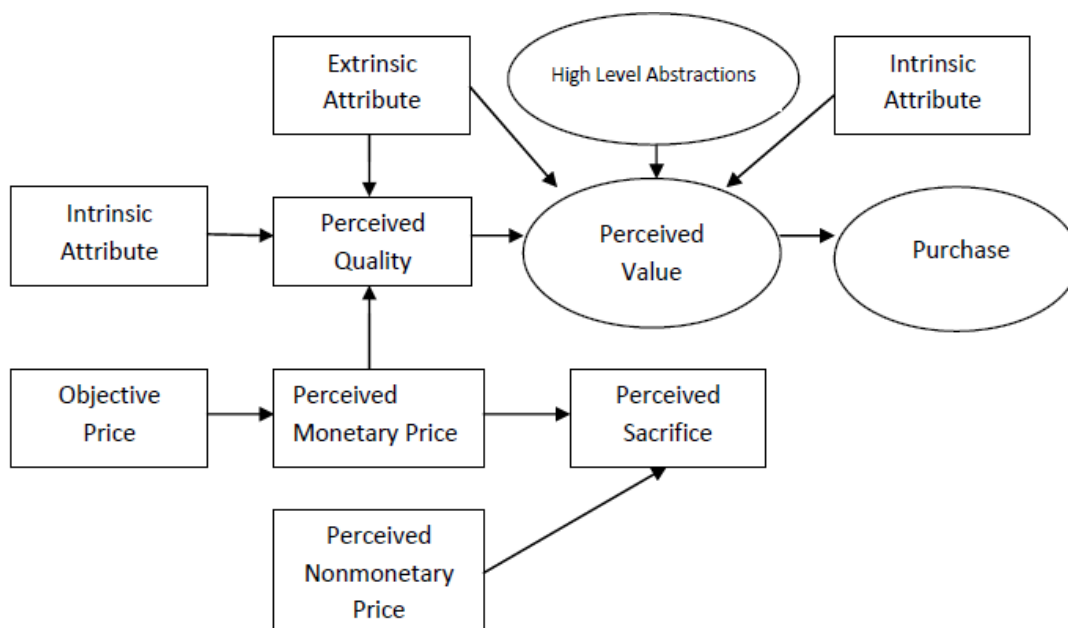 Extrinsic
Attribute
High Level Abstractions
Intrinsic
Attribute
Intrinsic
Attribute
Perceived
Quality
Perceived
Value
Purchase
Objective
Price
Perceived
Monetary Price
Perceived
Sacrifice
Perceived
Nonmonetary
Price